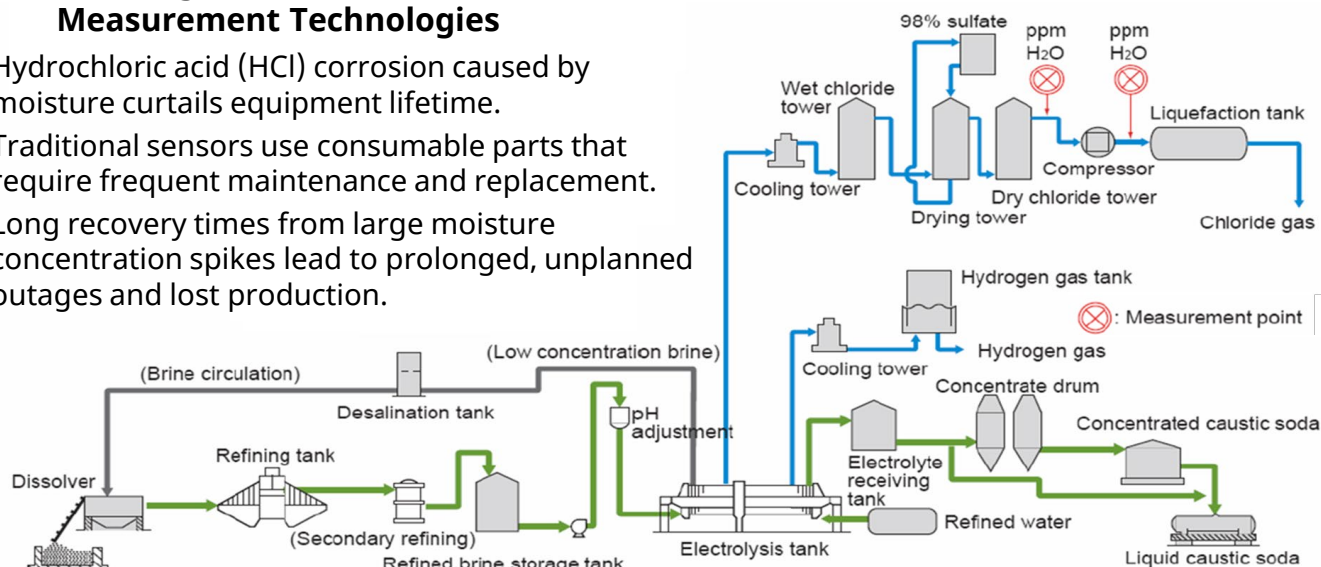 Measurement Technologies
Hydrochloric acid (HCl) corrosion caused by
moisture curtails equipment lifetime.
Traditional sensors use consumable parts that
require frequent maintenance and replacement.
Long recovery times from large moisture
concentration spikes lead to prolonged, unplanned
outages and lost production.
98% sulfate
ppm
H2O
ppm
H2O
Wet chloride
tower
Liquefaction tank
Cooling tower
Compressor
Dry chloride tower
Drying tower
Chloride gas
Hydrogen gas tank
: Measurement point
Hydrogen gas
Cooling tower
(Low concentration brine)
(Brine circulation)
Desalination tank
pH
adjustment
Concentrate drum
Concentrated caustic soda
Refining tank
Dissolver
Electrolyte
receiving
tank
Refined water
(Secondary refining)
Electrolysis tank
Liquid caustic soda
Refined brine storage tank